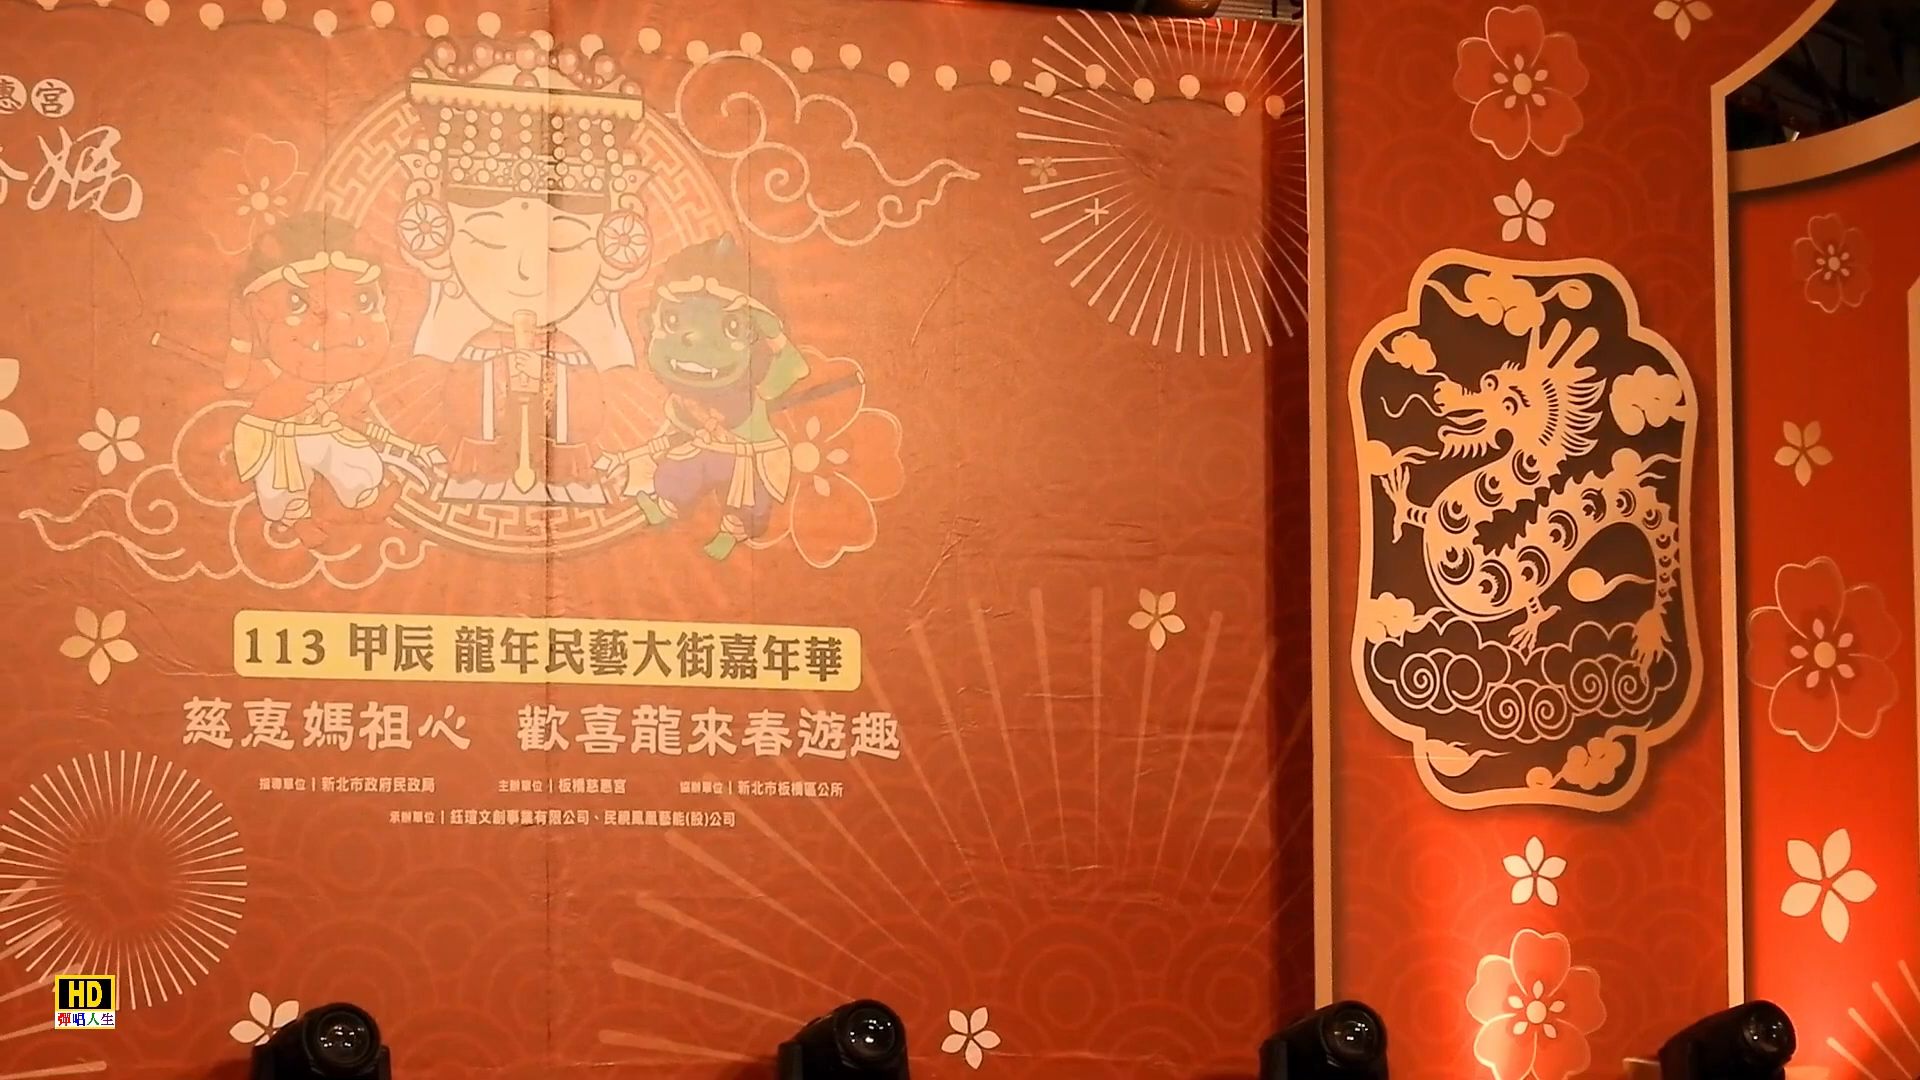 惠宮
媽
113 甲辰 龍年民藝大街嘉年華
慈惠媽祖心 歡喜龍來春遊趣
指導單位 | 新北市政府民政局 主辦單位 | 板橋慈惠宮 協辦單位 | 新北市板橋區公所
承辦單位 | 鈺瑄文創事業有限公司、民視鳳凰藝能(股)公司
HD
彈唱人生